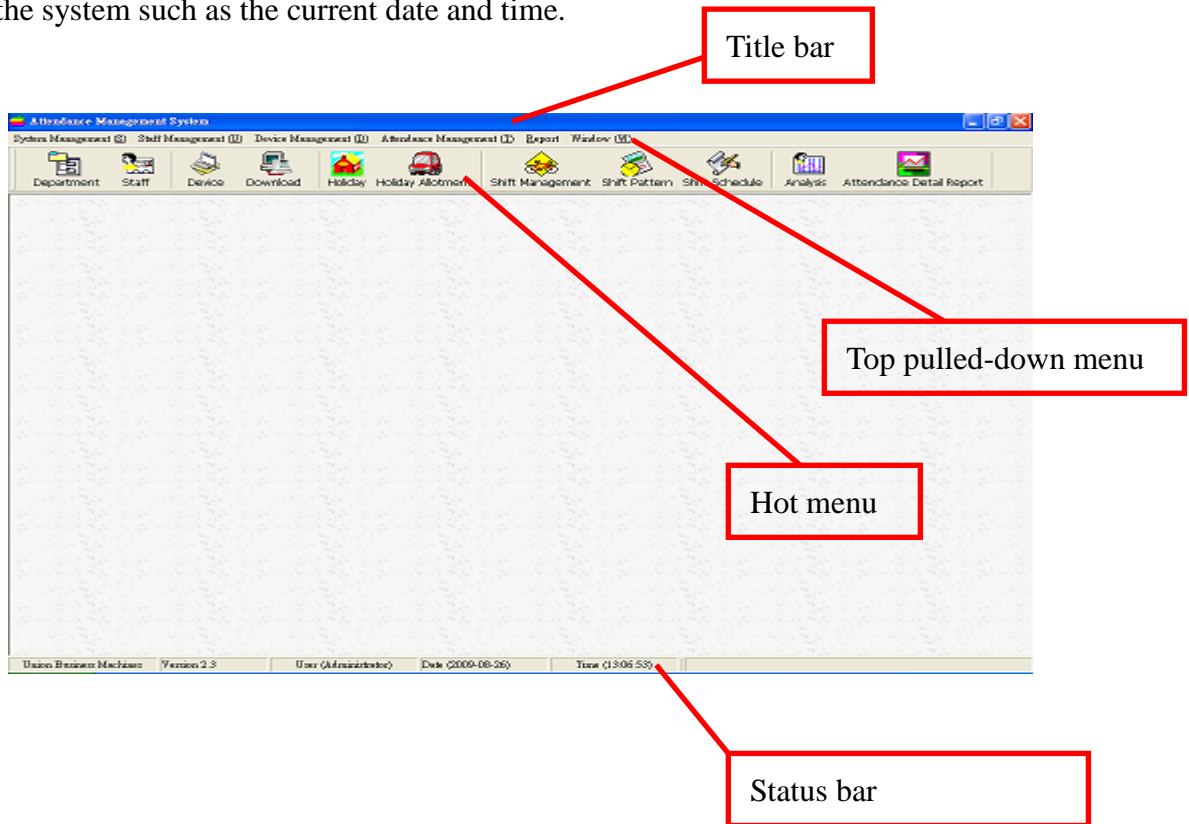 the system such as the current date and time.
Title bar
Attendance Management System
System Management (S) Staff Management (U) Device Management (D) Attendance Management (T) Report Window (W)
Department Staff Device Download Holiday Holiday Allotment Shift Management Shift Pattern Shift Schedule Analysis Attendance Detail Report
Top pulled-down menu
Hot menu
Union Business Machines Version 2.3 User (Administrator) Date (2009-08-26) Time (13:06:53)
Status bar